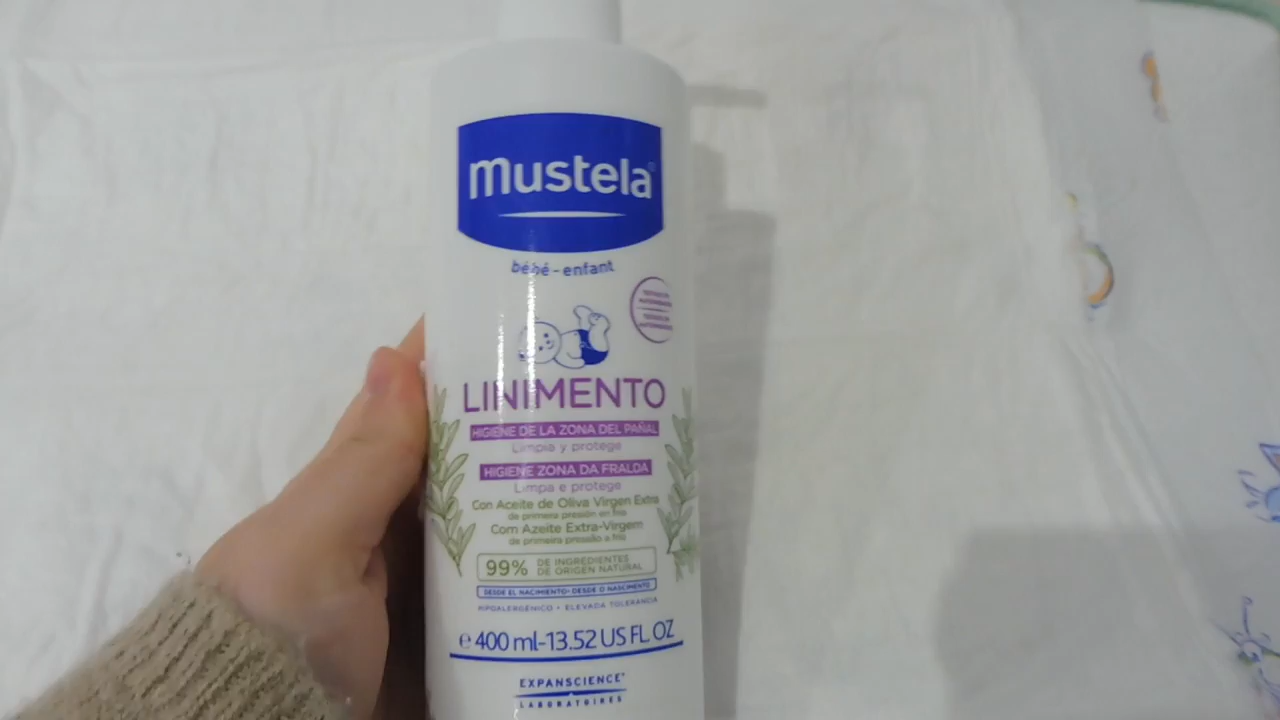 mustela
bébé-enfant
LINIMENTO
HIGIENE DE LA ZONA DEL PAÑAL
Limpia y protege
HIGIENE ZONA DA FRALDA
Limpa e protege
Con Aceite de Oliva Virgen Extra
de primera presión en frío
Com Azeite Extra-Virgem
de primeira pressão a frio
99% DE INGREDIENTES
DE ORIGEN NATURAL
DESDE EL NACIMIENTO • DESDE O NASCIMENTO
HIPOALERGÉNICO • ELEVADA TOLERANCIA
e 400 ml-13.52 US FL OZ
EXPANSCIENCE
LABORATOIRES